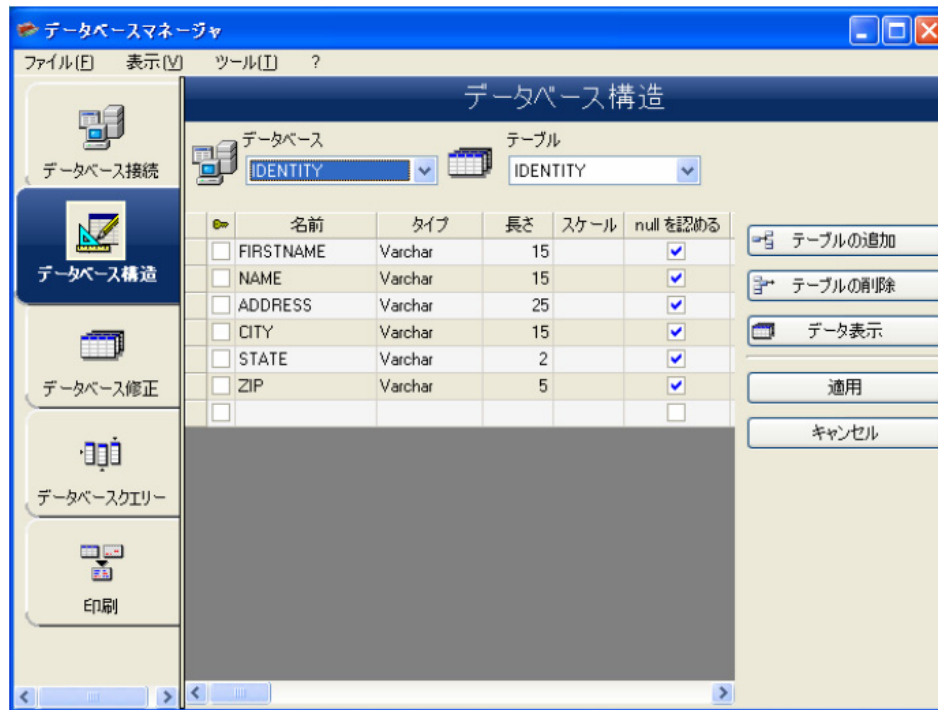 データベースマネージャ
ファイル(F) 表示(V) ツール(T) ?
データベース接続
データベース構造
データベース修正
データベースクエリー
印刷
データベース構造
データベース
IDENTITY
テーブル
IDENTITY
名前 タイプ 長さ スケール null を認める
FIRSTNAME Varchar 15
NAME Varchar 15
ADDRESS Varchar 25
CITY Varchar 15
STATE Varchar 2
ZIP Varchar 5
テーブルの追加
テーブルの削除
データ表示
適用
キャンセル